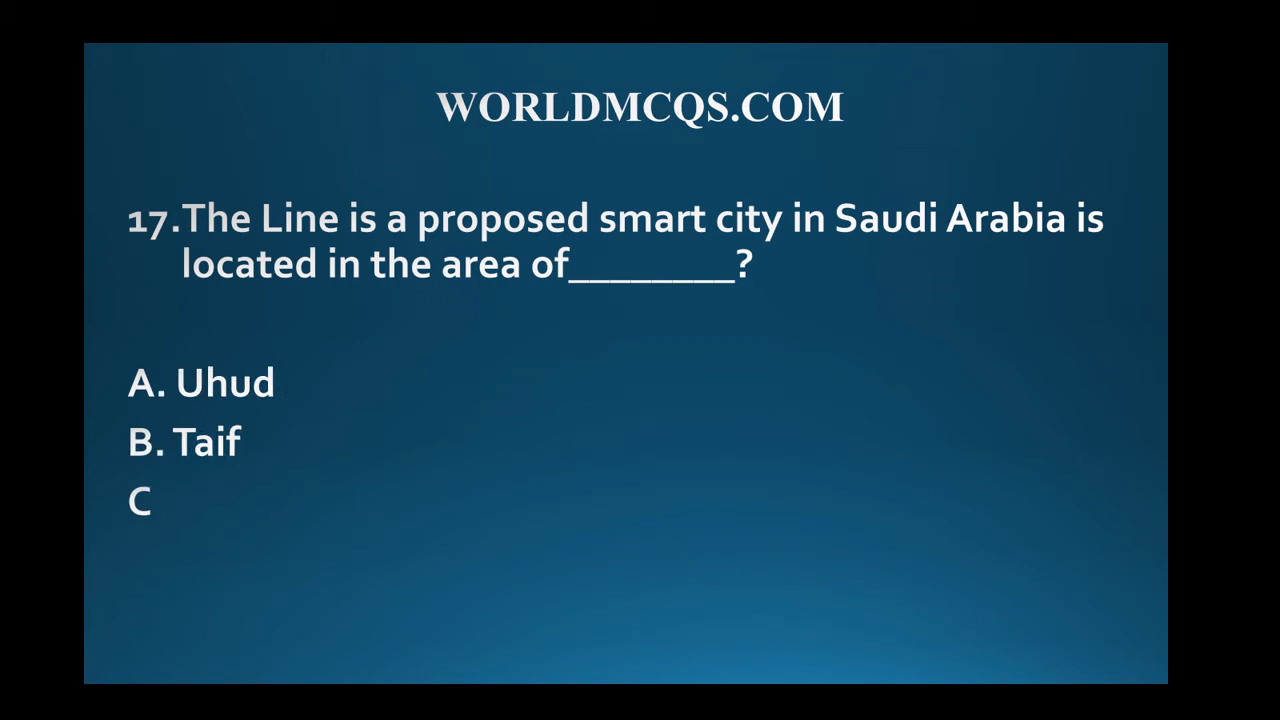 WORLDMCQS.COM
17.The Line is a proposed smart city in Saudi Arabia is
located in the area of________?
A. Uhud
B. Taif
C